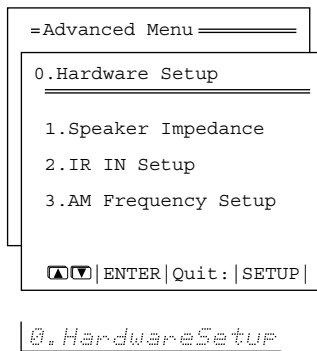 =Advanced Menu
0.Hardware Setup
1.Speaker Impedance
2.IR IN Setup
3.AM Frequency Setup
▲▼|ENTER|Quit:|SETUP|
0.HardwareSetup